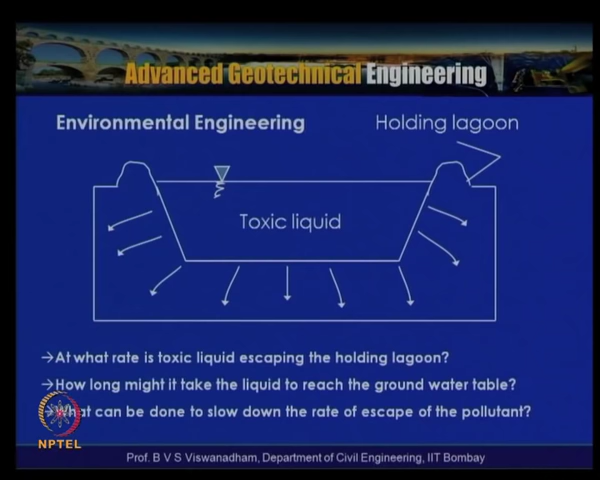 Advanced Geotechnical Engineering
Environmental Engineering
Holding lagoon
Toxic liquid
→At what rate is toxic liquid escaping the holding lagoon?
→How long might it take the liquid to reach the ground water table?
→What can be done to slow down the rate of escape of the pollutant?
NPTEL
Prof. B V S Viswanadham, Department of Civil Engineering, IIT Bombay